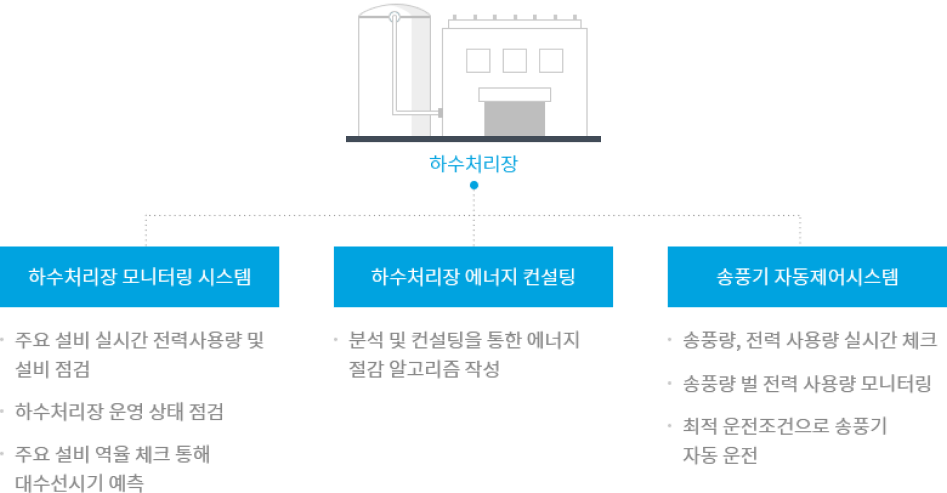 하수처리장
하수처리장 모니터링 시스템
주요 설비 실시간 전력사용량 및
설비 점검
하수처리장 운영 상태 점검
주요 설비 역율 체크 통해
대수선시기 예측
하수처리장 에너지 컨설팅
분석 및 컨설팅을 통한 에너지
절감 알고리즘 작성
송풍기 자동제어시스템
송풍량, 전력 사용량 실시간 체크
송풍량 벌 전력 사용량 모니터링
최적 운전조건으로 송풍기
자동 운전